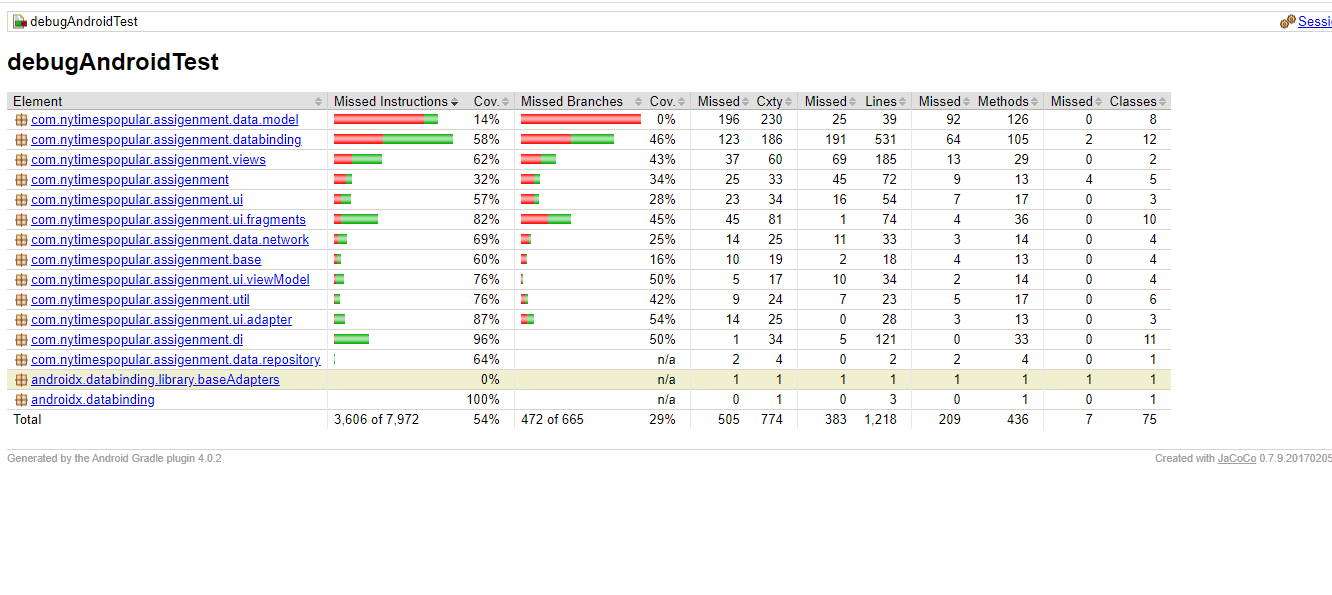 debugAndroidTest Sessi
debugAndroidTest
Element Missed Instructions Cov. Missed Branches Cov. Missed Cxty Missed Lines Missed Methods Missed Classes
com.nytimespopular.assigenment.data.model 14% 0% 196 230 25 39 92 126 0 8
com.nytimespopular.assigenment.databinding 58% 46% 123 186 191 531 64 105 2 12
com.nytimespopular.assigenment.views 62% 43% 37 60 69 185 13 29 0 2
com.nytimespopular.assigenment 32% 34% 25 33 45 72 9 13 4 5
com.nytimespopular.assigenment.ui 57% 28% 23 34 16 54 7 17 0 3
com.nytimespopular.assigenment.ui.fragments 82% 45% 45 81 1 74 4 36 0 10
com.nytimespopular.assigenment.data.network 69% 25% 14 25 11 33 3 14 0 4
com.nytimespopular.assigenment.base 60% 16% 10 19 2 18 4 13 0 4
com.nytimespopular.assigenment.ui.viewModel 76% 50% 5 17 10 34 2 14 0 4
com.nytimespopular.assigenment.util 76% 42% 9 24 7 23 5 17 0 6
com.nytimespopular.assigenment.ui.adapter 87% 54% 14 25 0 28 3 13 0 3
com.nytimespopular.assigenment.di 96% 50% 1 34 5 121 0 33 0 11
com.nytimespopular.assigenment.data.repository 64% n/a 2 4 0 2 2 4 0 1
androidx.databinding.library.baseAdapters 0% n/a 1 1 1 1 1 1 1 1
androidx.databinding 100% n/a 0 1 0 3 0 1 0 1
Total 3,606 of 7,972 54% 472 of 665 29% 505 774 383 1,218 209 436 7 75
Generated by the Android Gradle plugin 4.0.2 Created with JaCoCo 0.7.9.20170205